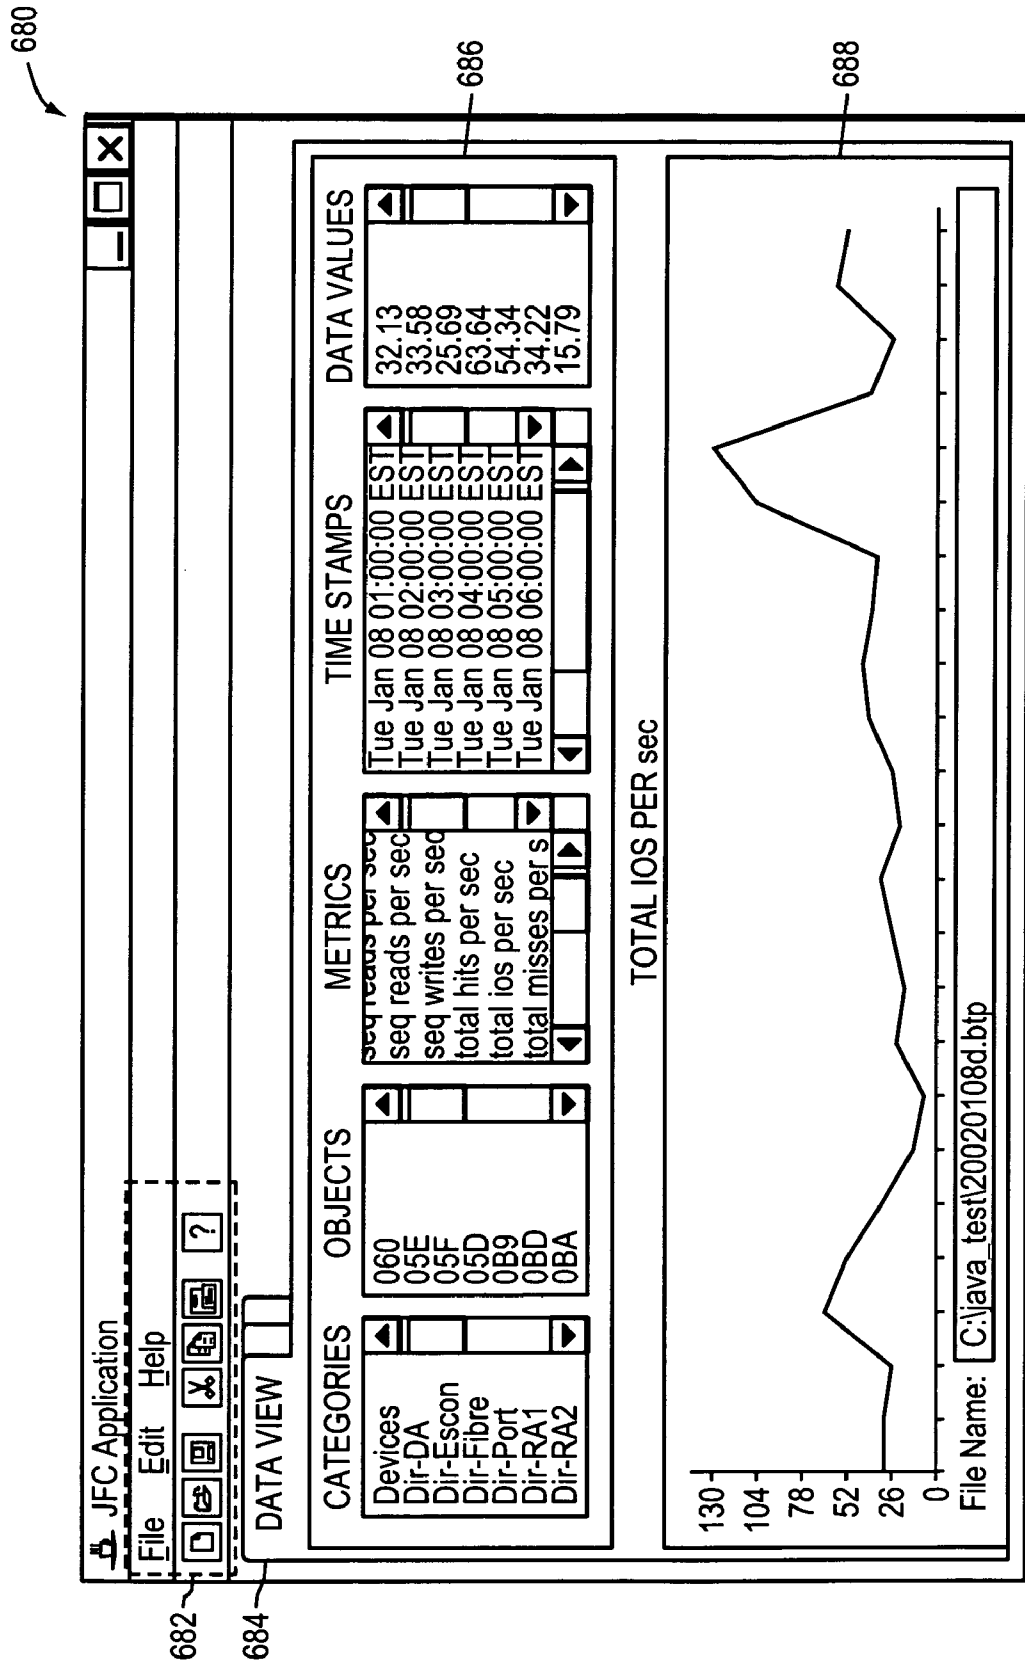 680
JFC Application
File Edit Help
?
682
684
DATA VIEW
686
CATEGORIES
Devices
Dir-DA
Dir-Escon
Dir-Fibre
Dir-Port
Dir-RA1
Dir-RA2
OBJECTS
060
05E
05F
05D
0B9
0BD
0BA
METRICS
seq reads per sec
seq reads per sec
seq writes per sec
total hits per sec
total ios per sec
total misses per s
TIME STAMPS
Tue Jan 08 01:00:00 EST
Tue Jan 08 02:00:00 EST
Tue Jan 08 03:00:00 EST
Tue Jan 08 04:00:00 EST
Tue Jan 08 05:00:00 EST
Tue Jan 08 06:00:00 EST
DATA VALUES
32.13
33.58
25.69
63.64
54.34
34.22
15.79
TOTAL IOS PER sec
688
130
104
78
52
26
0
File Name: C:\java_test\20020108d.btp